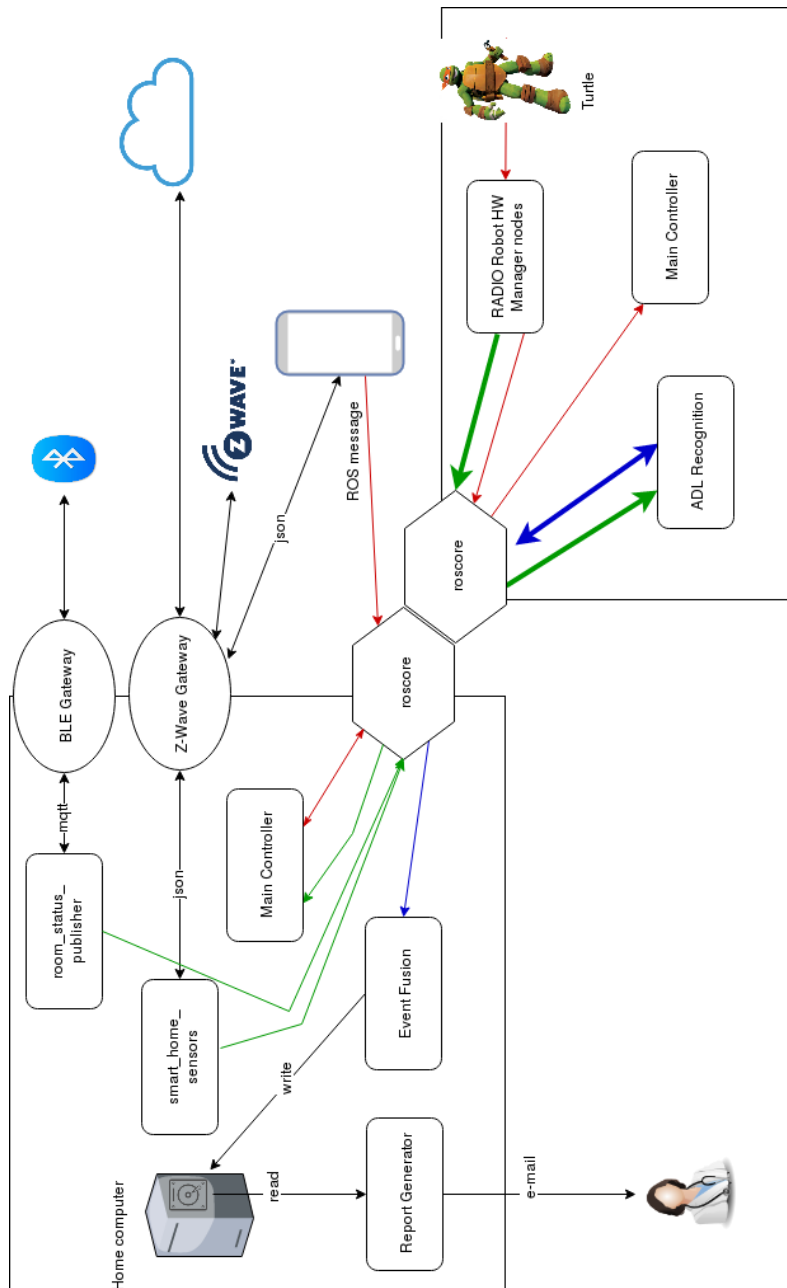 Home computer
room_status_
publisher
mqtt
BLE Gateway
smart_home_
sensors
json
Z-Wave Gateway
Z WAVE
Main Controller
json
ROS message
write
read
Event Fusion
Report Generator
e-mail
roscore
roscore
RADIO Robot HW
Manager nodes
Turtle
Main Controller
ADL Recognition